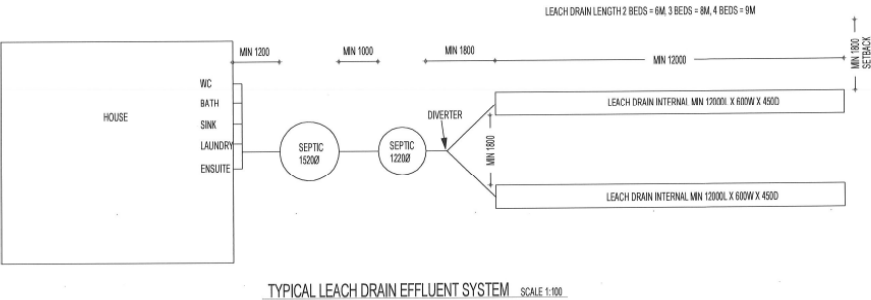 LEACH DRAIN LENGTH 2 BEDS = 6M, 3 BEDS = 8M, 4 BEDS = 9M
MIN 1200
MIN 1000
MIN 1800
MIN 12000
MIN 1800
SETBACK
HOUSE
WC
BATH
SINK
LAUNDRY
ENSUITE
SEPTIC
1520Ø
SEPTIC
1220Ø
DIVERTER
MIN 1800
LEACH DRAIN INTERNAL MIN 12000L X 600W X 450D
LEACH DRAIN INTERNAL MIN 12000L X 600W X 450D
TYPICAL LEACH DRAIN EFFLUENT SYSTEM SCALE 1:100